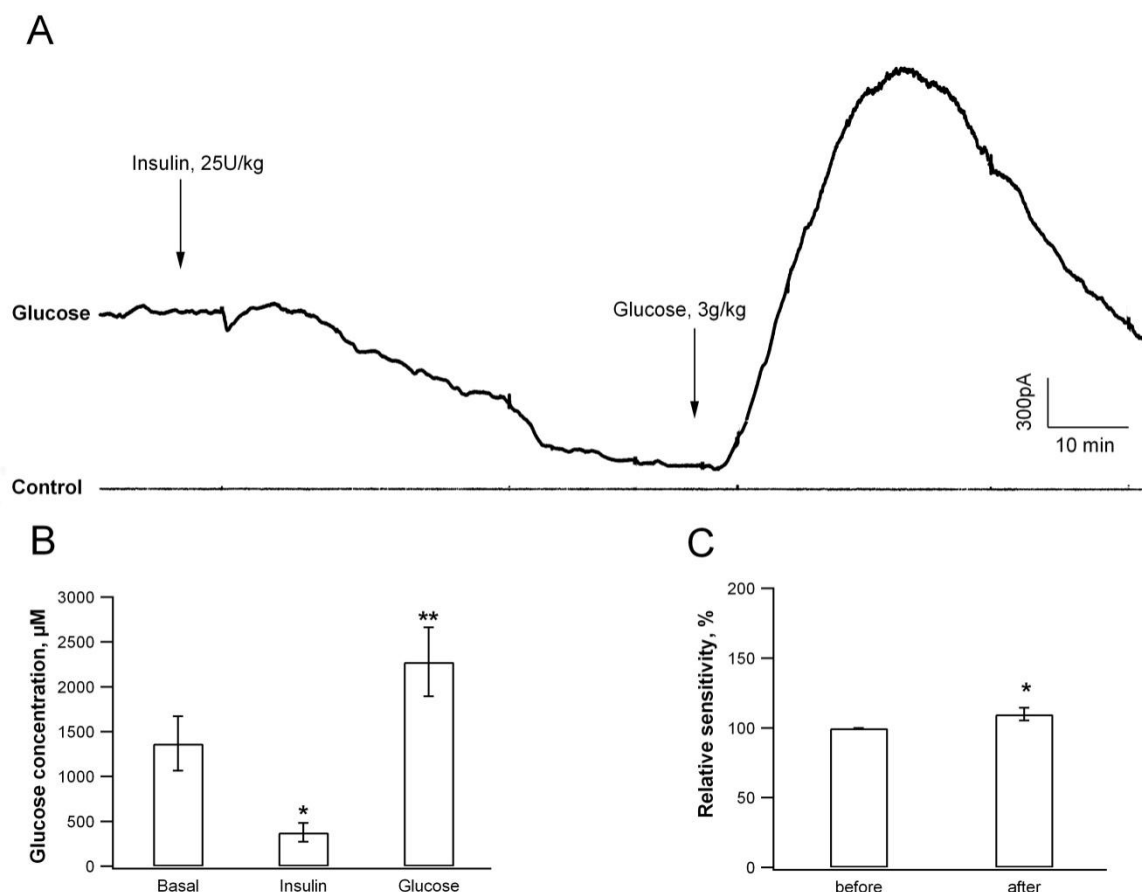 A
Insulin, 25U/kg
Glucose
Glucose, 3g/kg
300pA
10 min
Control
B
Glucose concentration, µM
3000
2500
2000
1500
1000
500
0
*
**
Basal
Insulin
Glucose
C
Relative sensitivity, %
200
150
100
50
0
*
before
after